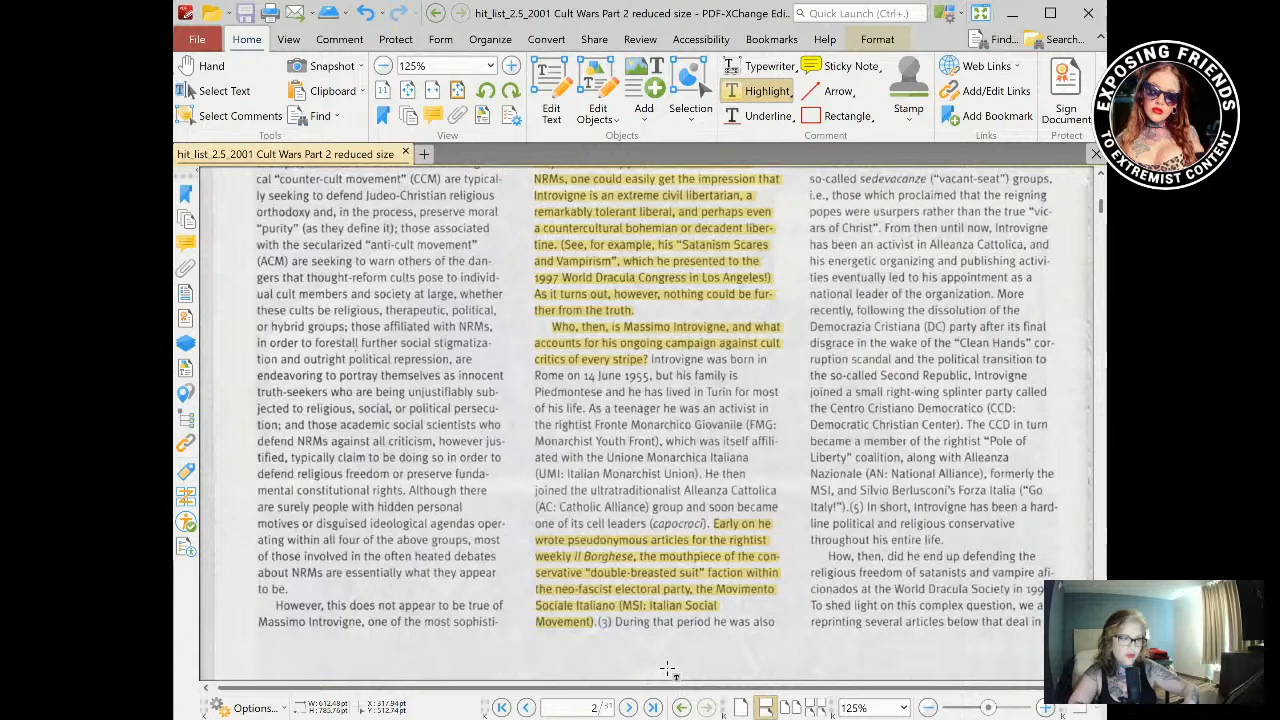 hit_list_2.5_2001 Cult Wars Part 2 reduced size - PDF-XChange Edi
Quick Launch (Ctrl+.)
File Home View Comment Protect Form Organize Convert Share Review Accessibility Bookmarks Help
Find... Search...
Hand
Select Text
Select Comments
Tools
Snapshot
Find
125%
View
Edit Text
Add
Selection
Objects
Typewriter
Highlight
Underline
Sticky Note
Arrow
Rectangle
Comment
Stamp
Web Links
Add/Edit Links
Add Bookmark
Links
Sign Document
Protect
EXPOSING FRIENDS
TO EXTREMIST CONTENT
hit_list_2.5_2001 Cult Wars Part 2 reduced size
cal “counter-cult movement” (CCM) are typical-
ly seeking to defend Judeo-Christian religious
orthodoxy and, in the process, preserve moral
“purity” (as they define it); those associated
with the secularized “anti-cult movement”
(ACM) are seeking to warn others of the dan-
gers that thought-reform cults pose to individ-
ual cult members and society at large, whether
these cults be religious, therapeutic, political,
or hybrid groups; those affiliated with NRMs,
in order to forestall further social stigmatiza-
tion and outright political repression, are
endeavoring to portray themselves as innocent
truth-seekers who are being unjustifiably sub-
jected to religious, social, or political persecu-
tion; and those academic social scientists who
defend NRMs against all criticism, however jus-
tified, typically claim to be doing so in order to
defend religious freedom or preserve funda-
mental constitutional rights. Although there
are surely people with hidden personal
motives or disguised ideological agendas oper-
ating within all four of the above groups, most
of those involved in the often heated debates
about NRMs are essentially what they appear
to be.
However, this does not appear to be true of
Massimo Introvigne, one of the most sophisti-
NRMs, one could easily get the impression that
Introvigne is an extreme civil libertarian, a
remarkably tolerant liberal, and perhaps even
a countercultural bohemian or decadent liber-
tine. (See, for example, his “Satanism Scares
and Vampirism”, which he presented to the
1997 World Dracula Congress in Los Angeles!)
As it turns out, however, nothing could be fur-
ther from the truth.
Who, then, is Massimo Introvigne, and what
accounts for his ongoing campaign against cult
critics of every stripe? Introvigne was born in
Rome on 14 June 1955, but his family is
Piedmontese and he has lived in Turin for most
of his life. As a teenager he was an activist in
the rightist Fronte Monarchico Giovanile (FMG:
Monarchist Youth Front), which was itself affili-
ated with the Unione Monarchica Italiana
(UMI: Italian Monarchist Union). He then
joined the ultratraditionalist Alleanza Cattolica
(AC: Catholic Alliance) group and soon became
one of its cell leaders (capocroci). Early on he
wrote pseudonymous articles for the rightist
weekly Il Borghese, the mouthpiece of the con-
servative “double-breasted suit” faction within
the neo-fascist electoral party, the Movimento
Sociale Italiano (MSI: Italian Social
Movement).(3) During that period he was also
so-called sedevacanze (“vacant-seat”) groups,
i.e., those which proclaimed that the reigning
popes were usurpers rather than the true “vic-
ars of Christ”. From then until now, Introvigne
has been an activist in Alleanza Cattolica, and
his energetic organizing and publishing activi-
ties eventually led to his appointment as a
national leader of the organization. More
recently, following the dissolution of the
Democrazia Cristiana (DC) party after its final
disgrace in the wake of the “Clean Hands” cor-
ruption scandal and the political transition to
the so-called Second Republic, Introvigne
joined a small right-wing splinter party called
the Centro Cristiano Democratico (CCD:
Democratic Christian Center). The CCD in turn
became a member of the rightist “Pole of
Liberty” coalition, along with Alleanza
Nazionale (AN: National Alliance), formerly the
MSI, and Silvio Berlusconi's Forza Italia (“Go
Italy!”).(5) In short, Introvigne has been a hard-
line political and religious conservative
throughout his entire life.
How, then, did he end up defending the
religious freedom of satanists and vampire afi-
cionados at the World Dracula Society in 199
To shed light on this complex question, we a
reprinting several articles below that deal in
Options...
W: 612.48pt
H: 783.76pt
X: 317.94pt
Y: 512.74pt
2 / 31
125%